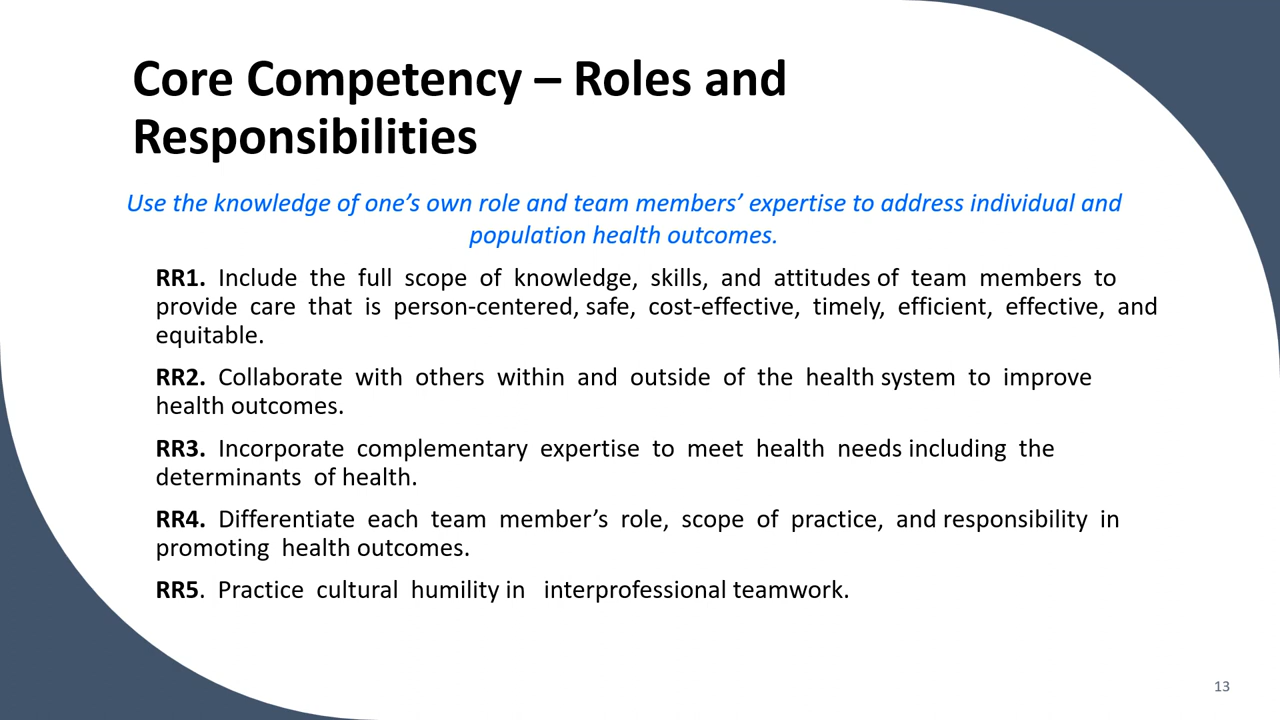 Core Competency – Roles and
Responsibilities
Use the knowledge of one’s own role and team members’ expertise to address individual and
population health outcomes.
RR1. Include the full scope of knowledge, skills, and attitudes of team members to
provide care that is person-centered, safe, cost-effective, timely, efficient, effective, and
equitable.
RR2. Collaborate with others within and outside of the health system to improve
health outcomes.
RR3. Incorporate complementary expertise to meet health needs including the
determinants of health.
RR4. Differentiate each team member’s role, scope of practice, and responsibility in
promoting health outcomes.
RR5. Practice cultural humility in interprofessional teamwork.
13